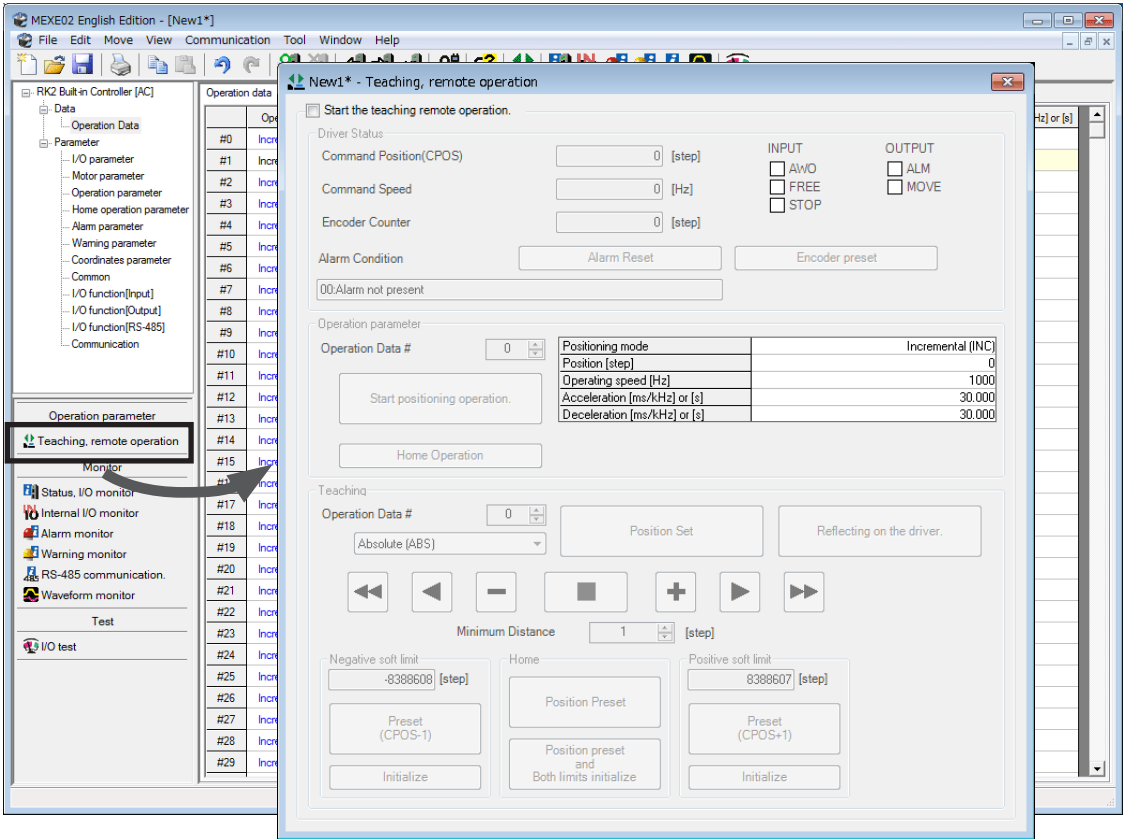 MEXE02 English Edition - [New1*]
File Edit Move View Communication Tool Window Help
RK2 Built-in Controller [AC]
Data
Operation Data
Parameter
I/O parameter
Motor parameter
Operation parameter
Home operation parameter
Alarm parameter
Warning parameter
Coordinates parameter
Common
I/O function[Input]
I/O function[Output]
I/O function[RS-485]
Communication
Operation parameter
Teaching, remote operation
Monitor
Status, I/O monitor
Internal I/O monitor
Alarm monitor
Warning monitor
RS-485 communication.
Waveform monitor
Test
I/O test
Operation data
Hz] or [s]
#0
#1
#2
#3
#4
#5
#6
#7
#8
#9
#10
#11
#12
#13
#14
#15
#17
#18
#19
#20
#21
#22
#23
#24
#25
#26
#27
#28
#29
New1* - Teaching, remote operation
Start the teaching remote operation.
Driver Status
Command Position(CPOS) 0 [step]
Command Speed 0 [Hz]
Encoder Counter 0 [step]
INPUT
AWO
FREE
STOP
OUTPUT
ALM
MOVE
Alarm Condition Alarm Reset Encoder preset
00:Alarm not present
Operation parameter
Operation Data # 0
Start positioning operation.
Home Operation
Positioning mode Incremental (INC)
Position [step] 0
Operating speed [Hz] 1000
Acceleration [ms/kHz] or [s] 30.000
Deceleration [ms/kHz] or [s] 30.000
Teaching
Operation Data # 0
Absolute (ABS)
Position Set
Reflecting on the driver.
Minimum Distance 1 [step]
Negative soft limit
-8388608 [step]
Preset
(CPOS-1)
Initialize
Home
Position Preset
Position preset
and
Both limits initialize
Positive soft limit
8388607 [step]
Preset
(CPOS+1)
Initialize